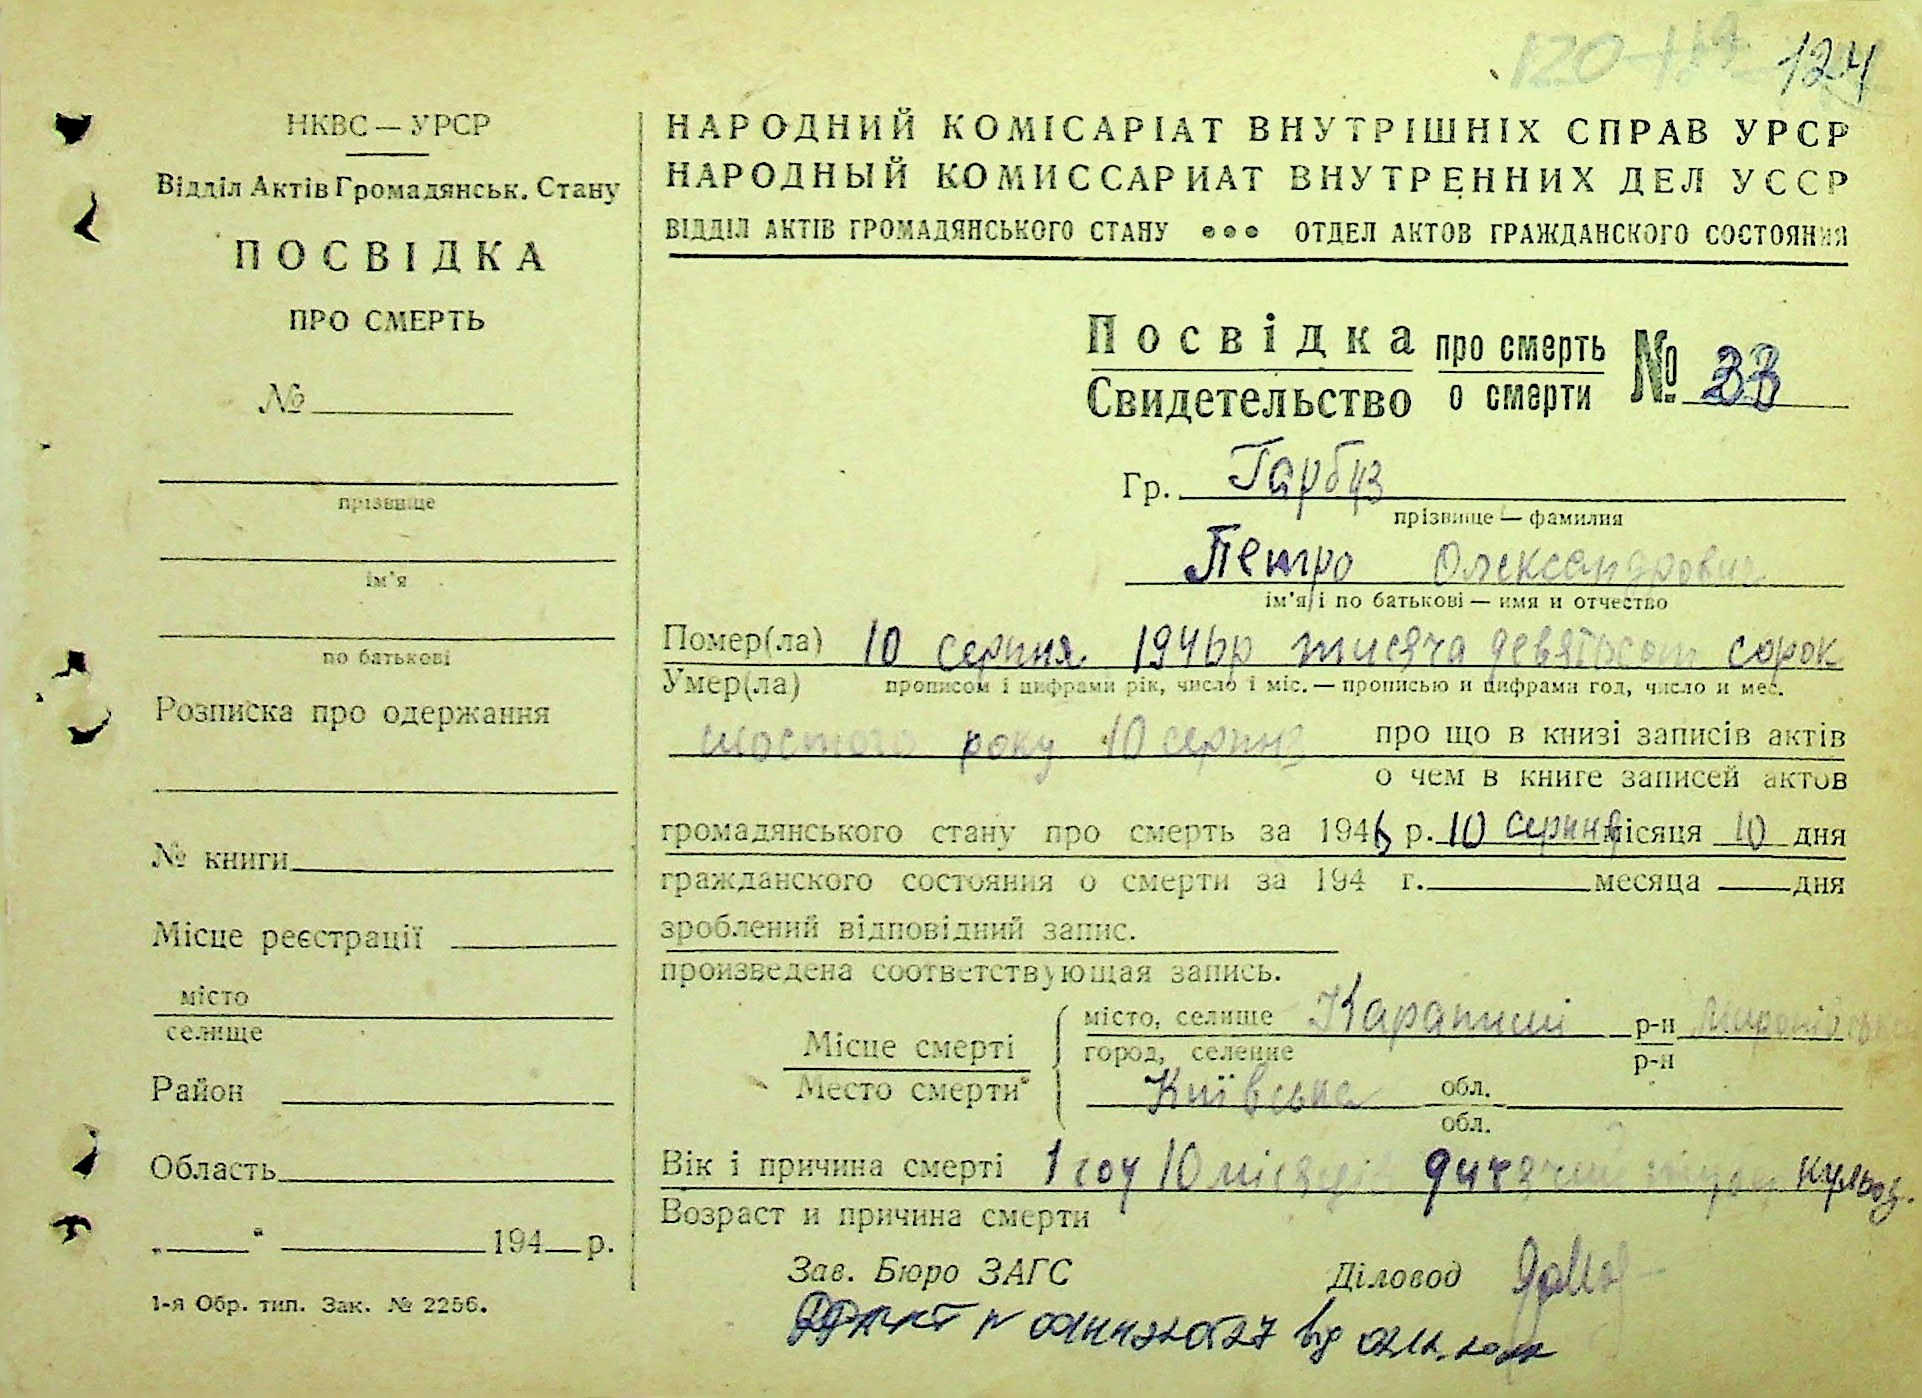 124
НКВС — УРСР
Відділ Актів Громадянськ. Стану
ПОСВІДКА
ПРО СМЕРТЬ
№
прізвище
ім'я
по батькові
Розписка про одержання
№ книги
Місце реєстрації
місто
селище
Район
Область
„ “ 194 р.
1-я Обр. тип. Зак. № 2256.
НАРОДНИЙ КОМІСАРІАТ ВНУТРІШНІХ СПРАВ УРСР
НАРОДНЫЙ КОМИССАРИАТ ВНУТРЕННИХ ДЕЛ УССР
ВІДДІЛ АКТІВ ГРОМАДЯНСЬКОГО СТАНУ ••• ОТДЕЛ АКТОВ ГРАЖДАНСКОГО СОСТОЯНИЯ
Посвідка про смерть №
Свидетельство о смерти
Гр. Гарбуз
прізвище — фамилия
Петро Олександрович
ім'я і по батькові — имя и отчество
Помер(ла) 10 серпня 1946р тисяча девятьсот сорок
Умер(ла) прописом і цифрами рік, число і міс. — прописью и цифрами год, число и мес.
шостого року 10 серпня про що в книзі записів актів
о чем в книге записей актов
громадянського стану про смерть за 1946 р. 10 серпня місяця 10 дня
гражданского состояния о смерти за 194 г. месяца дня
зроблений відповідний запис.
произведена соответствующая запись.
Місце смерті місто, селище Карапиши р-н
Место смерти город, селение р-н
Київська обл.
обл.
Вік і причина смерті 1 год 10 місяців
Возраст и причина смерти
Зав. Бюро ЗАГС Діловод